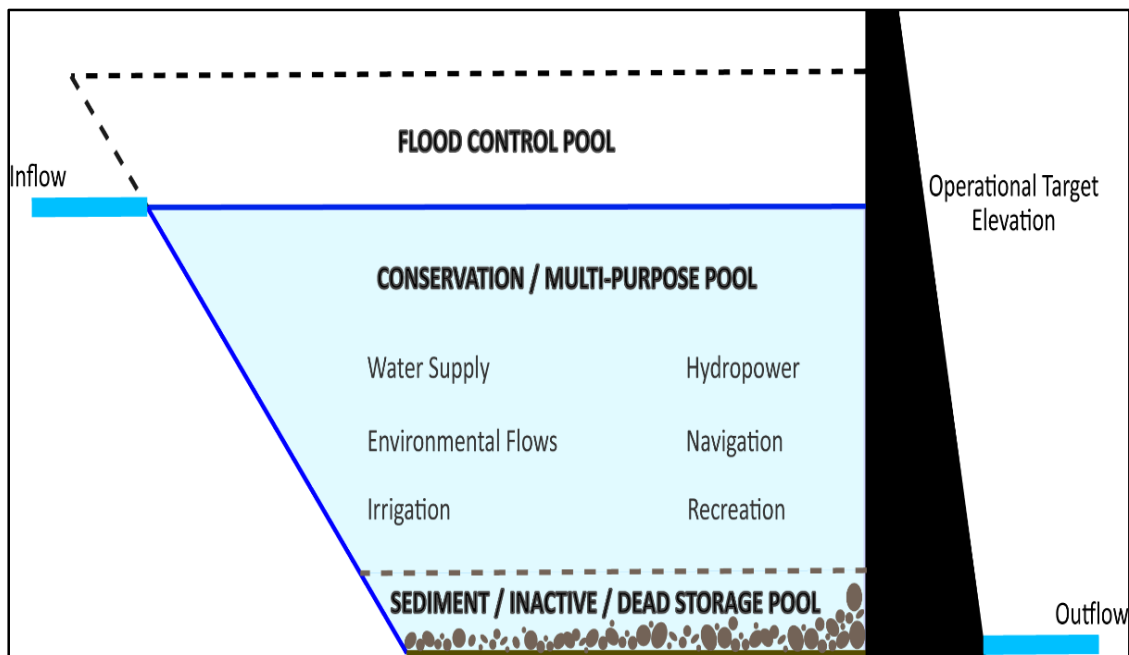 FLOOD CONTROL POOL
Inflow
Operational Target
Elevation
CONSERVATION / MULTI-PURPOSE POOL
Water Supply
Hydropower
Environmental Flows
Navigation
Irrigation
Recreation
SEDIMENT / INACTIVE / DEAD STORAGE POOL
Outflow